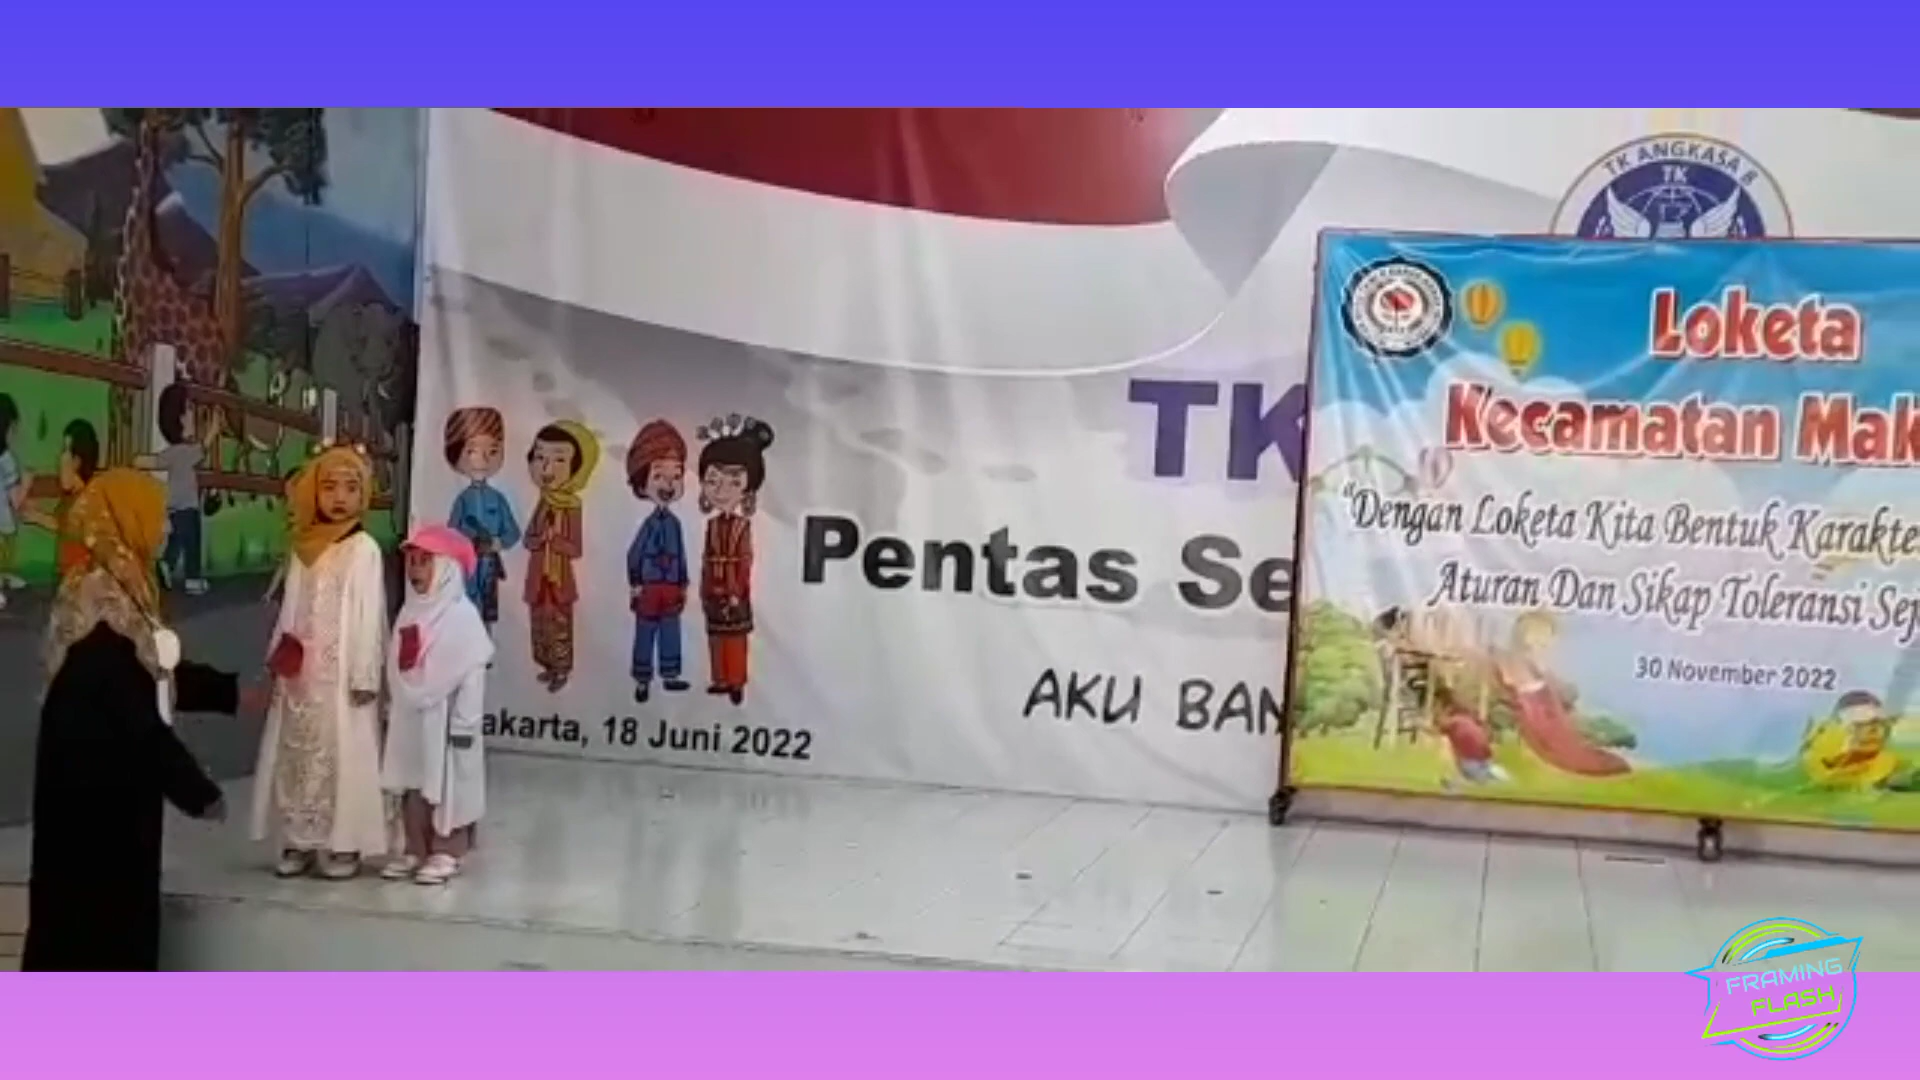 TK ANGKASA 8
TK
TK
Pentas Se
AKU BAN
akarta, 18 Juni 2022
Loketa
Kecamatan Mak
"Dengan Loketa Kita Bentuk Karakte
Aturan Dan Sikap Toleransi Sej
30 November 2022
FRAMING
FLASH